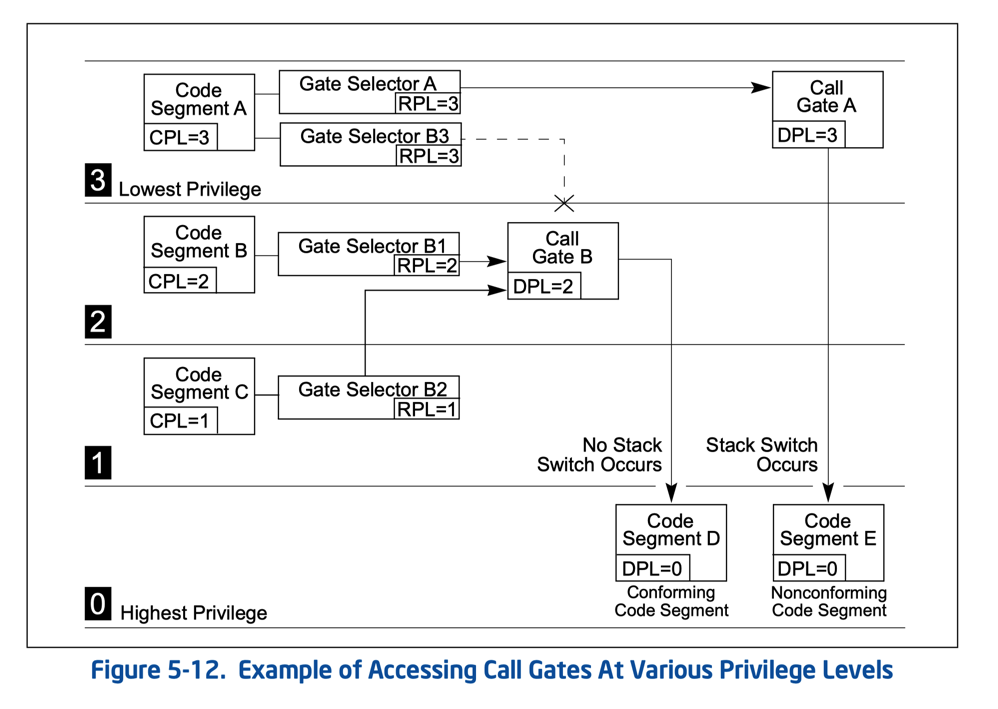 Code
Segment A
CPL=3
Gate Selector A
RPL=3
Gate Selector B3
RPL=3
Call
Gate A
DPL=3
3 Lowest Privilege
Code
Segment B
CPL=2
Gate Selector B1
RPL=2
Call
Gate B
DPL=2
2
Code
Segment C
CPL=1
Gate Selector B2
RPL=1
No Stack
Switch Occurs
Stack Switch
Occurs
1
Code
Segment D
DPL=0
Conforming
Code Segment
Code
Segment E
DPL=0
Nonconforming
Code Segment
0 Highest Privilege
Figure 5-12. Example of Accessing Call Gates At Various Privilege Levels